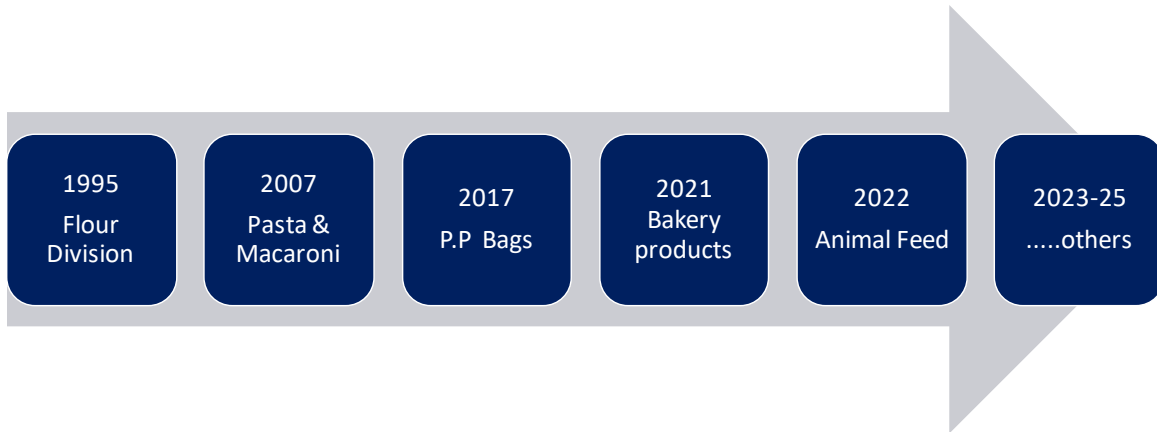 1995
Flour
Division
2007
Pasta &
Macaroni
2017
P.P Bags
2021
Bakery
products
2022
Animal Feed
2023-25
.....others